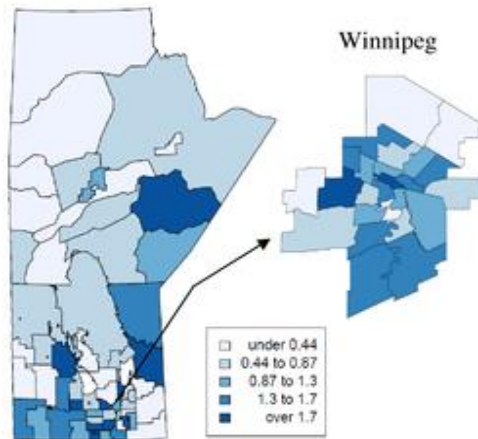 Winnipeg
under 0.44
0.44 to 0.87
0.87 to 1.3
1.3 to 1.7
over 1.7